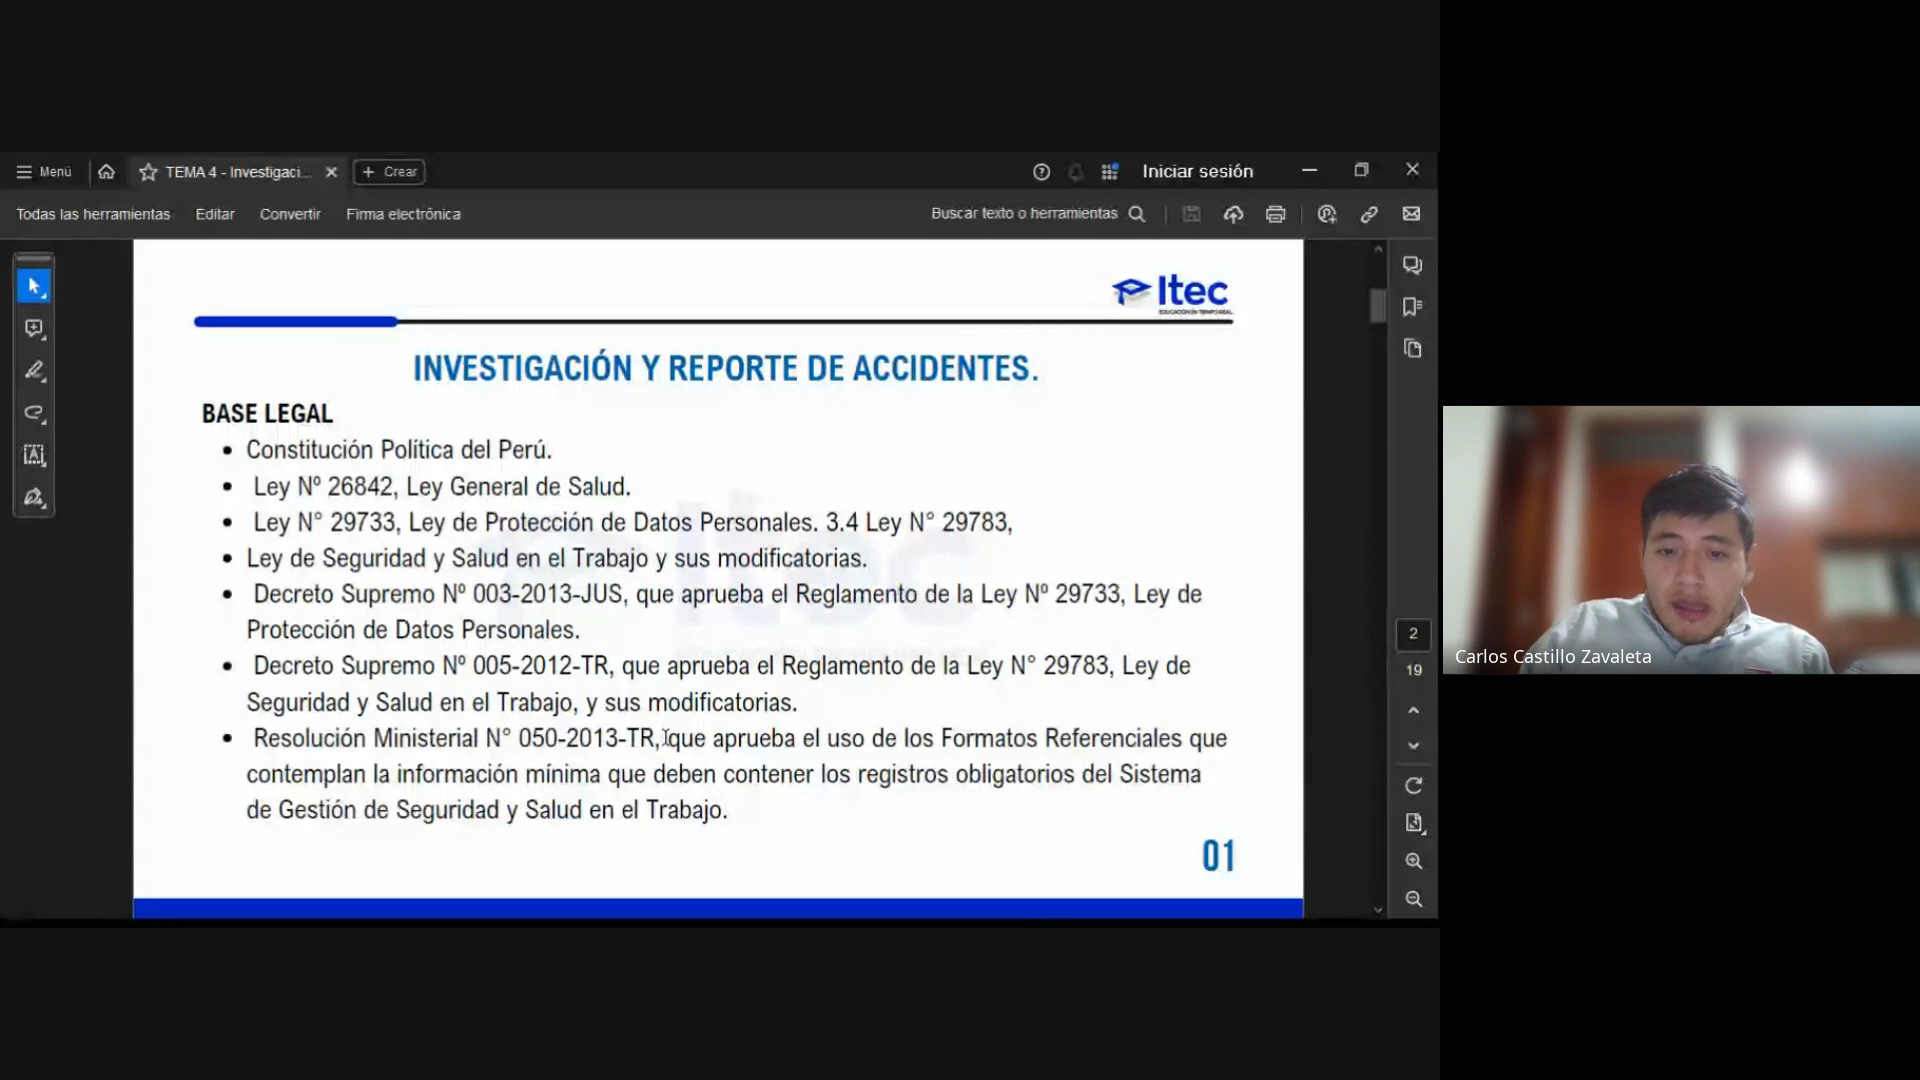 Menú
TEMA 4 - Investigaci...
Crear
Iniciar sesión
Todas las herramientas
Editar
Convertir
Firma electrónica
Buscar texto o herramientas
Itec
EDUCACIÓN EN TIEMPO REAL
INVESTIGACIÓN Y REPORTE DE ACCIDENTES.
BASE LEGAL
• Constitución Política del Perú.
• Ley Nº 26842, Ley General de Salud.
• Ley N° 29733, Ley de Protección de Datos Personales. 3.4 Ley N° 29783,
• Ley de Seguridad y Salud en el Trabajo y sus modificatorias.
• Decreto Supremo Nº 003-2013-JUS, que aprueba el Reglamento de la Ley Nº 29733, Ley de
Protección de Datos Personales.
• Decreto Supremo Nº 005-2012-TR, que aprueba el Reglamento de la Ley N° 29783, Ley de
Seguridad y Salud en el Trabajo, y sus modificatorias.
• Resolución Ministerial N° 050-2013-TR, que aprueba el uso de los Formatos Referenciales que
contemplan la información mínima que deben contener los registros obligatorios del Sistema
de Gestión de Seguridad y Salud en el Trabajo.
01
2
19
Carlos Castillo Zavaleta